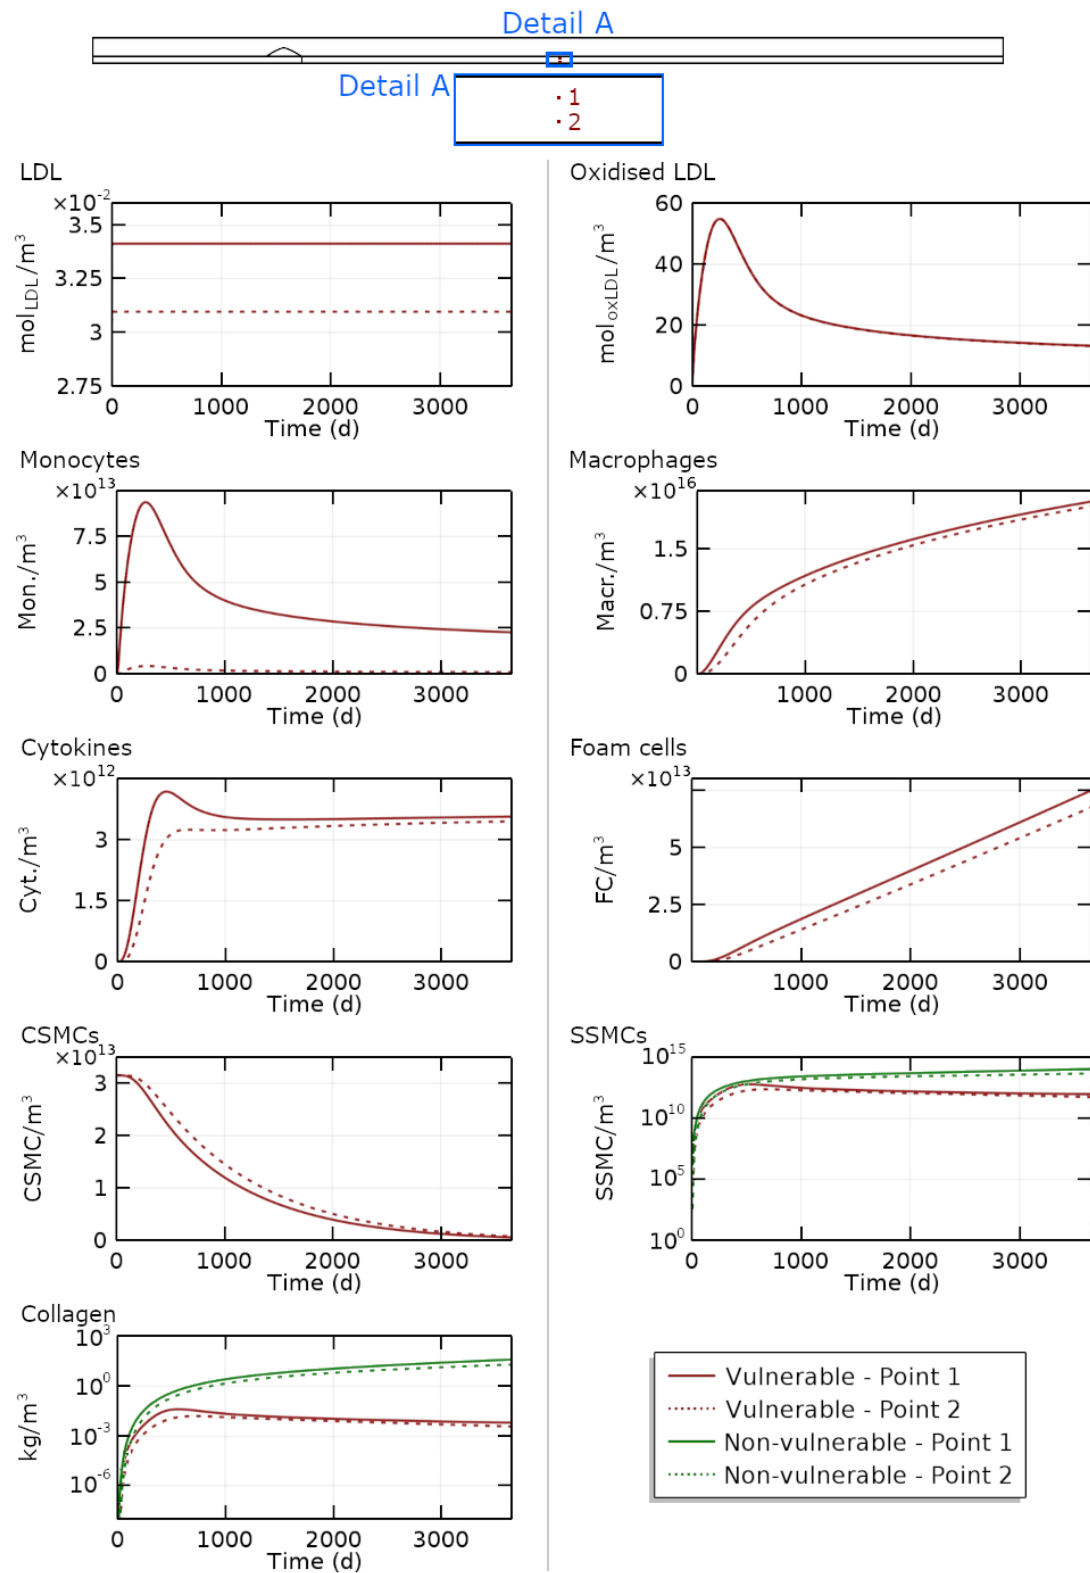 Detail A
Detail A
1
2
LDL
×10⁻²
3.5
3.25
3
2.75
mol_LDL/m³
0 1000 2000 3000
Time (d)
Oxidised LDL
60
40
20
0
mol_oxLDL/m³
0 1000 2000 3000
Time (d)
Monocytes
×10¹³
7.5
5
2.5
0
Mon./m³
0 1000 2000 3000
Time (d)
Macrophages
×10¹⁶
1.5
0.75
0
Macr./m³
1000 2000 3000
Time (d)
Cytokines
×10¹²
3
1.5
0
Cyt./m³
0 1000 2000 3000
Time (d)
Foam cells
×10¹³
5
2.5
0
FC/m³
0 1000 2000 3000
Time (d)
CSMCs
×10¹³
3
2
1
0
CSMC/m³
0 1000 2000 3000
Time (d)
SSMCs
10¹⁵
10¹⁰
10⁵
10⁰
SSMC/m³
0 1000 2000 3000
Time (d)
Collagen
10³
10⁰
10⁻³
10⁻⁶
kg/m³
0 1000 2000 3000
Time (d)
Vulnerable - Point 1
Vulnerable - Point 2
Non-vulnerable - Point 1
Non-vulnerable - Point 2